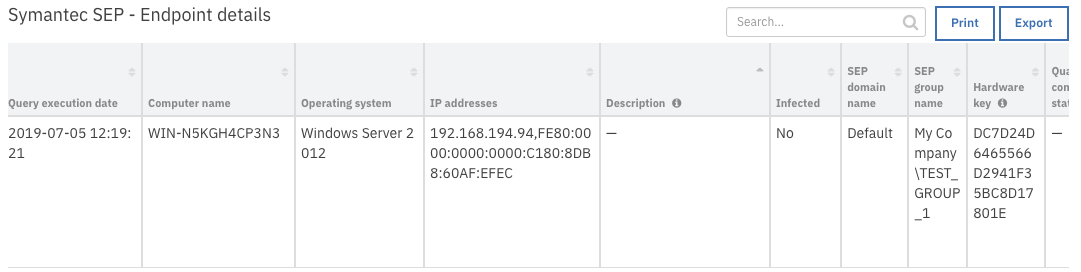 Symantec SEP - Endpoint details
Search...
Print
Export
Query execution date
Computer name
Operating system
IP addresses
Description
Infected
SEP
domain
name
SEP
group
name
Hardware
key
Qua
con
stat
2019-07-05 12:19:
21
WIN-N5KGH4CP3N3
Windows Server 2
012
192.168.194.94,FE80:00
00:0000:0000:C180:8DB
8:60AF:EFEC
—
No
Default
My Co
mpany
\TEST_
GROUP
_1
DC7D24D
6465566
D2941F3
5BC8D17
801E
—